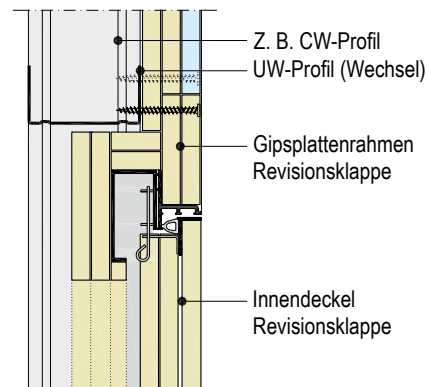 Z. B. CW-Profil
UW-Profil (Wechsel)
Gipsplattenrahmen
Revisionsklappe
Innendeckel
Revisionsklappe